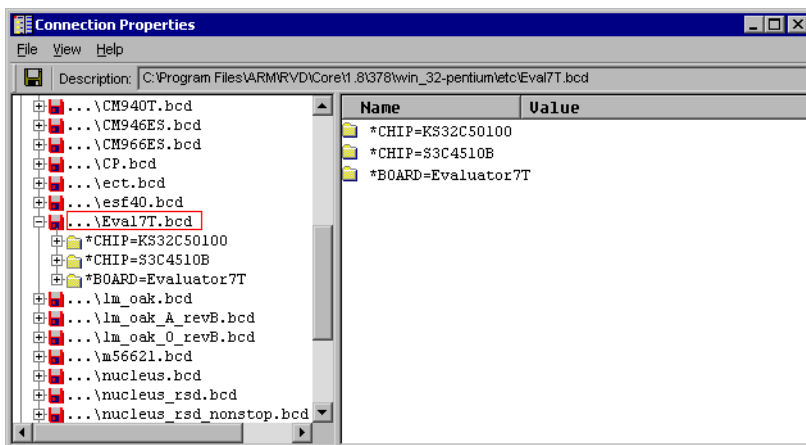 Connection Properties
File View Help
Description: C:\Program Files\ARM\RVD\Core\1.8\378\win_32-pentium\etc\Eval7T.bcd
...\CM940T.bcd
...\CM946ES.bcd
...\CM966ES.bcd
...\CP.bcd
...\ect.bcd
...\esf40.bcd
...\Eval7T.bcd
*CHIP=KS32C50100
*CHIP=S3C4510B
*BOARD=Evaluator7T
...\lm_oak.bcd
...\lm_oak_A_revB.bcd
...\lm_oak_O_revB.bcd
...\m56621.bcd
...\nucleus.bcd
...\nucleus_rsd.bcd
...\nucleus_rsd_nonstop.bcd
Name Value
*CHIP=KS32C50100
*CHIP=S3C4510B
*BOARD=Evaluator7T